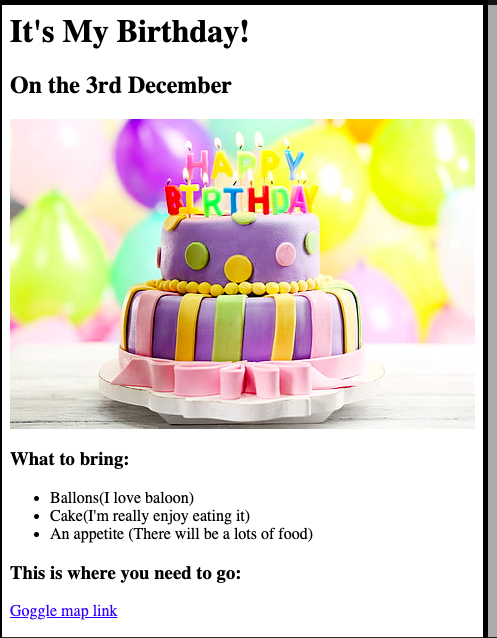 It's My Birthday!
On the 3rd December
HAPPY
BIRTHDAY
What to bring:
Ballons(I love baloon)
Cake(I'm really enjoy eating it)
An appetite (There will be a lots of food)
This is where you need to go:
Goggle map link